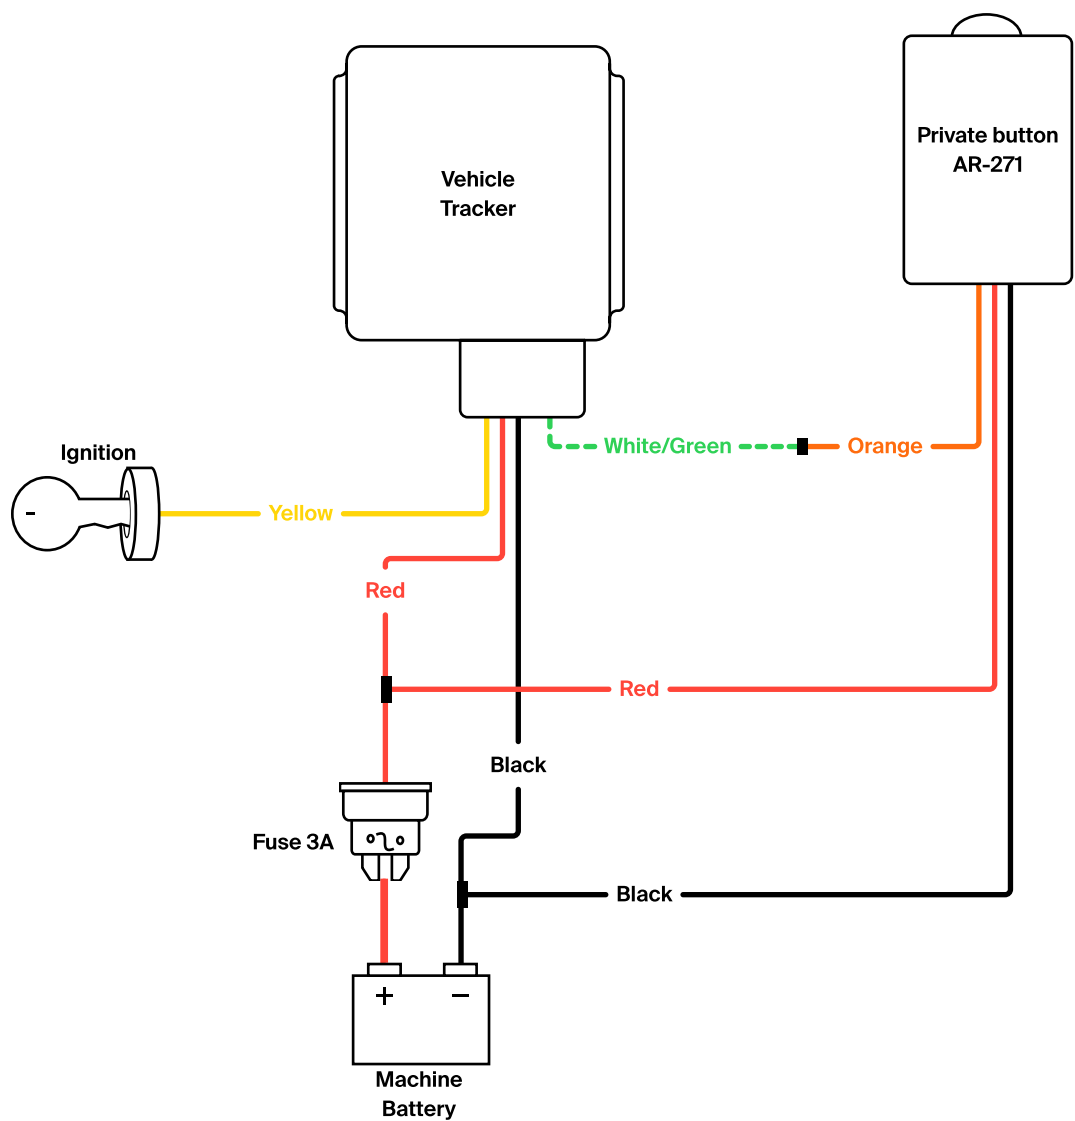 Private button
AR-271
Vehicle
Tracker
White/Green
Orange
Ignition
-
Yellow
Red
Red
Black
Fuse 3A
Black
+ −
Machine
Battery